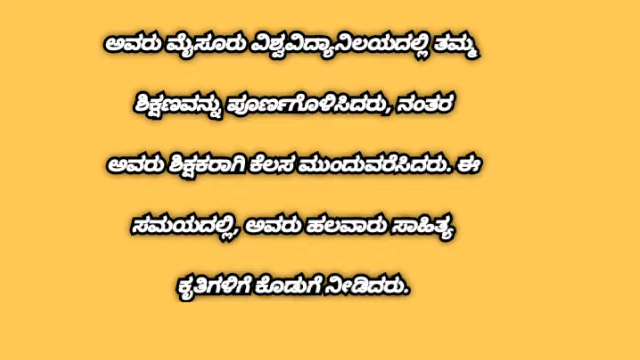 ಅವರು ಮೈಸೂರು ವಿಶ್ವವಿದ್ಯಾನಿಲಯದಲ್ಲಿ ತಮ್ಮ
ಶಿಕ್ಷಣವನ್ನು ಪೂರ್ಣಗೊಳಿಸಿದರು, ನಂತರ
ಅವರು ಶಿಕ್ಷಕರಾಗಿ ಕೆಲಸ ಮುಂದುವರೆಸಿದರು. ಈ
ಸಮಯದಲ್ಲಿ, ಅವರು ಹಲವಾರು ಸಾಹಿತ್ಯ
ಕೃತಿಗಳಿಗೆ ಕೊಡುಗೆ ನೀಡಿದರು.